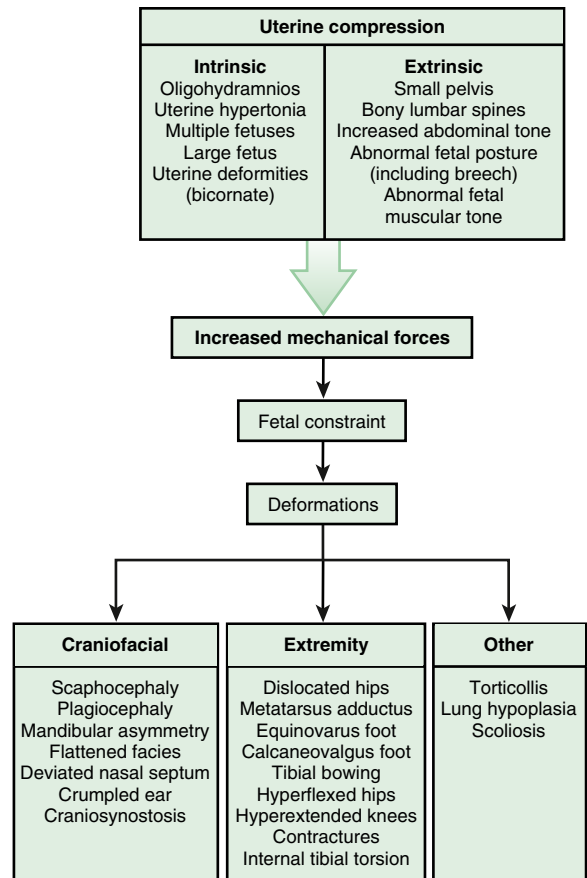 Uterine compression
Intrinsic
Oligohydramnios
Uterine hypertonia
Multiple fetuses
Large fetus
Uterine deformities
(bicornate)
Extrinsic
Small pelvis
Bony lumbar spines
Increased abdominal tone
Abnormal fetal posture
(including breech)
Abnormal fetal
muscular tone
Increased mechanical forces
Fetal constraint
Deformations
Craniofacial
Scaphocephaly
Plagiocephaly
Mandibular asymmetry
Flattened facies
Deviated nasal septum
Crumpled ear
Craniosynostosis
Extremity
Dislocated hips
Metatarsus adductus
Equinovarus foot
Calcaneovalgus foot
Tibial bowing
Hyperflexed hips
Hyperextended knees
Contractures
Internal tibial torsion
Other
Torticollis
Lung hypoplasia
Scoliosis